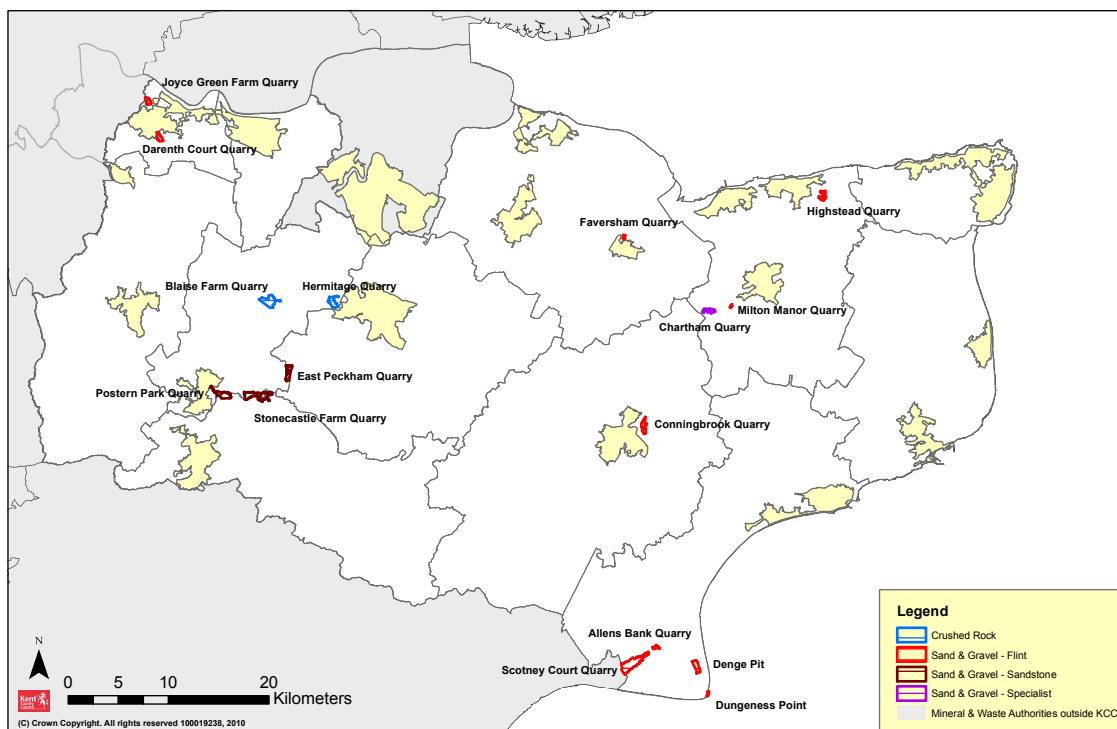 Joyce Green Farm Quarry
Darenth Court Quarry
Highstead Quarry
Faversham Quarry
Blaise Farm Quarry
Hermitage Quarry
Milton Manor Quarry
Chartham Quarry
East Peckham Quarry
Postern Park Quarry
Stonecastle Farm Quarry
Conningbrook Quarry
Allens Bank Quarry
Scotney Court Quarry
Denge Pit
Dungeness Point
N
0 5 10 20
Kilometers
Kent
County
Council
(C) Crown Copyright. All rights reserved 100019238, 2010
Legend
Crushed Rock
Sand & Gravel - Flint
Sand & Gravel - Sandstone
Sand & Gravel - Specialist
Mineral & Waste Authorities outside KCC